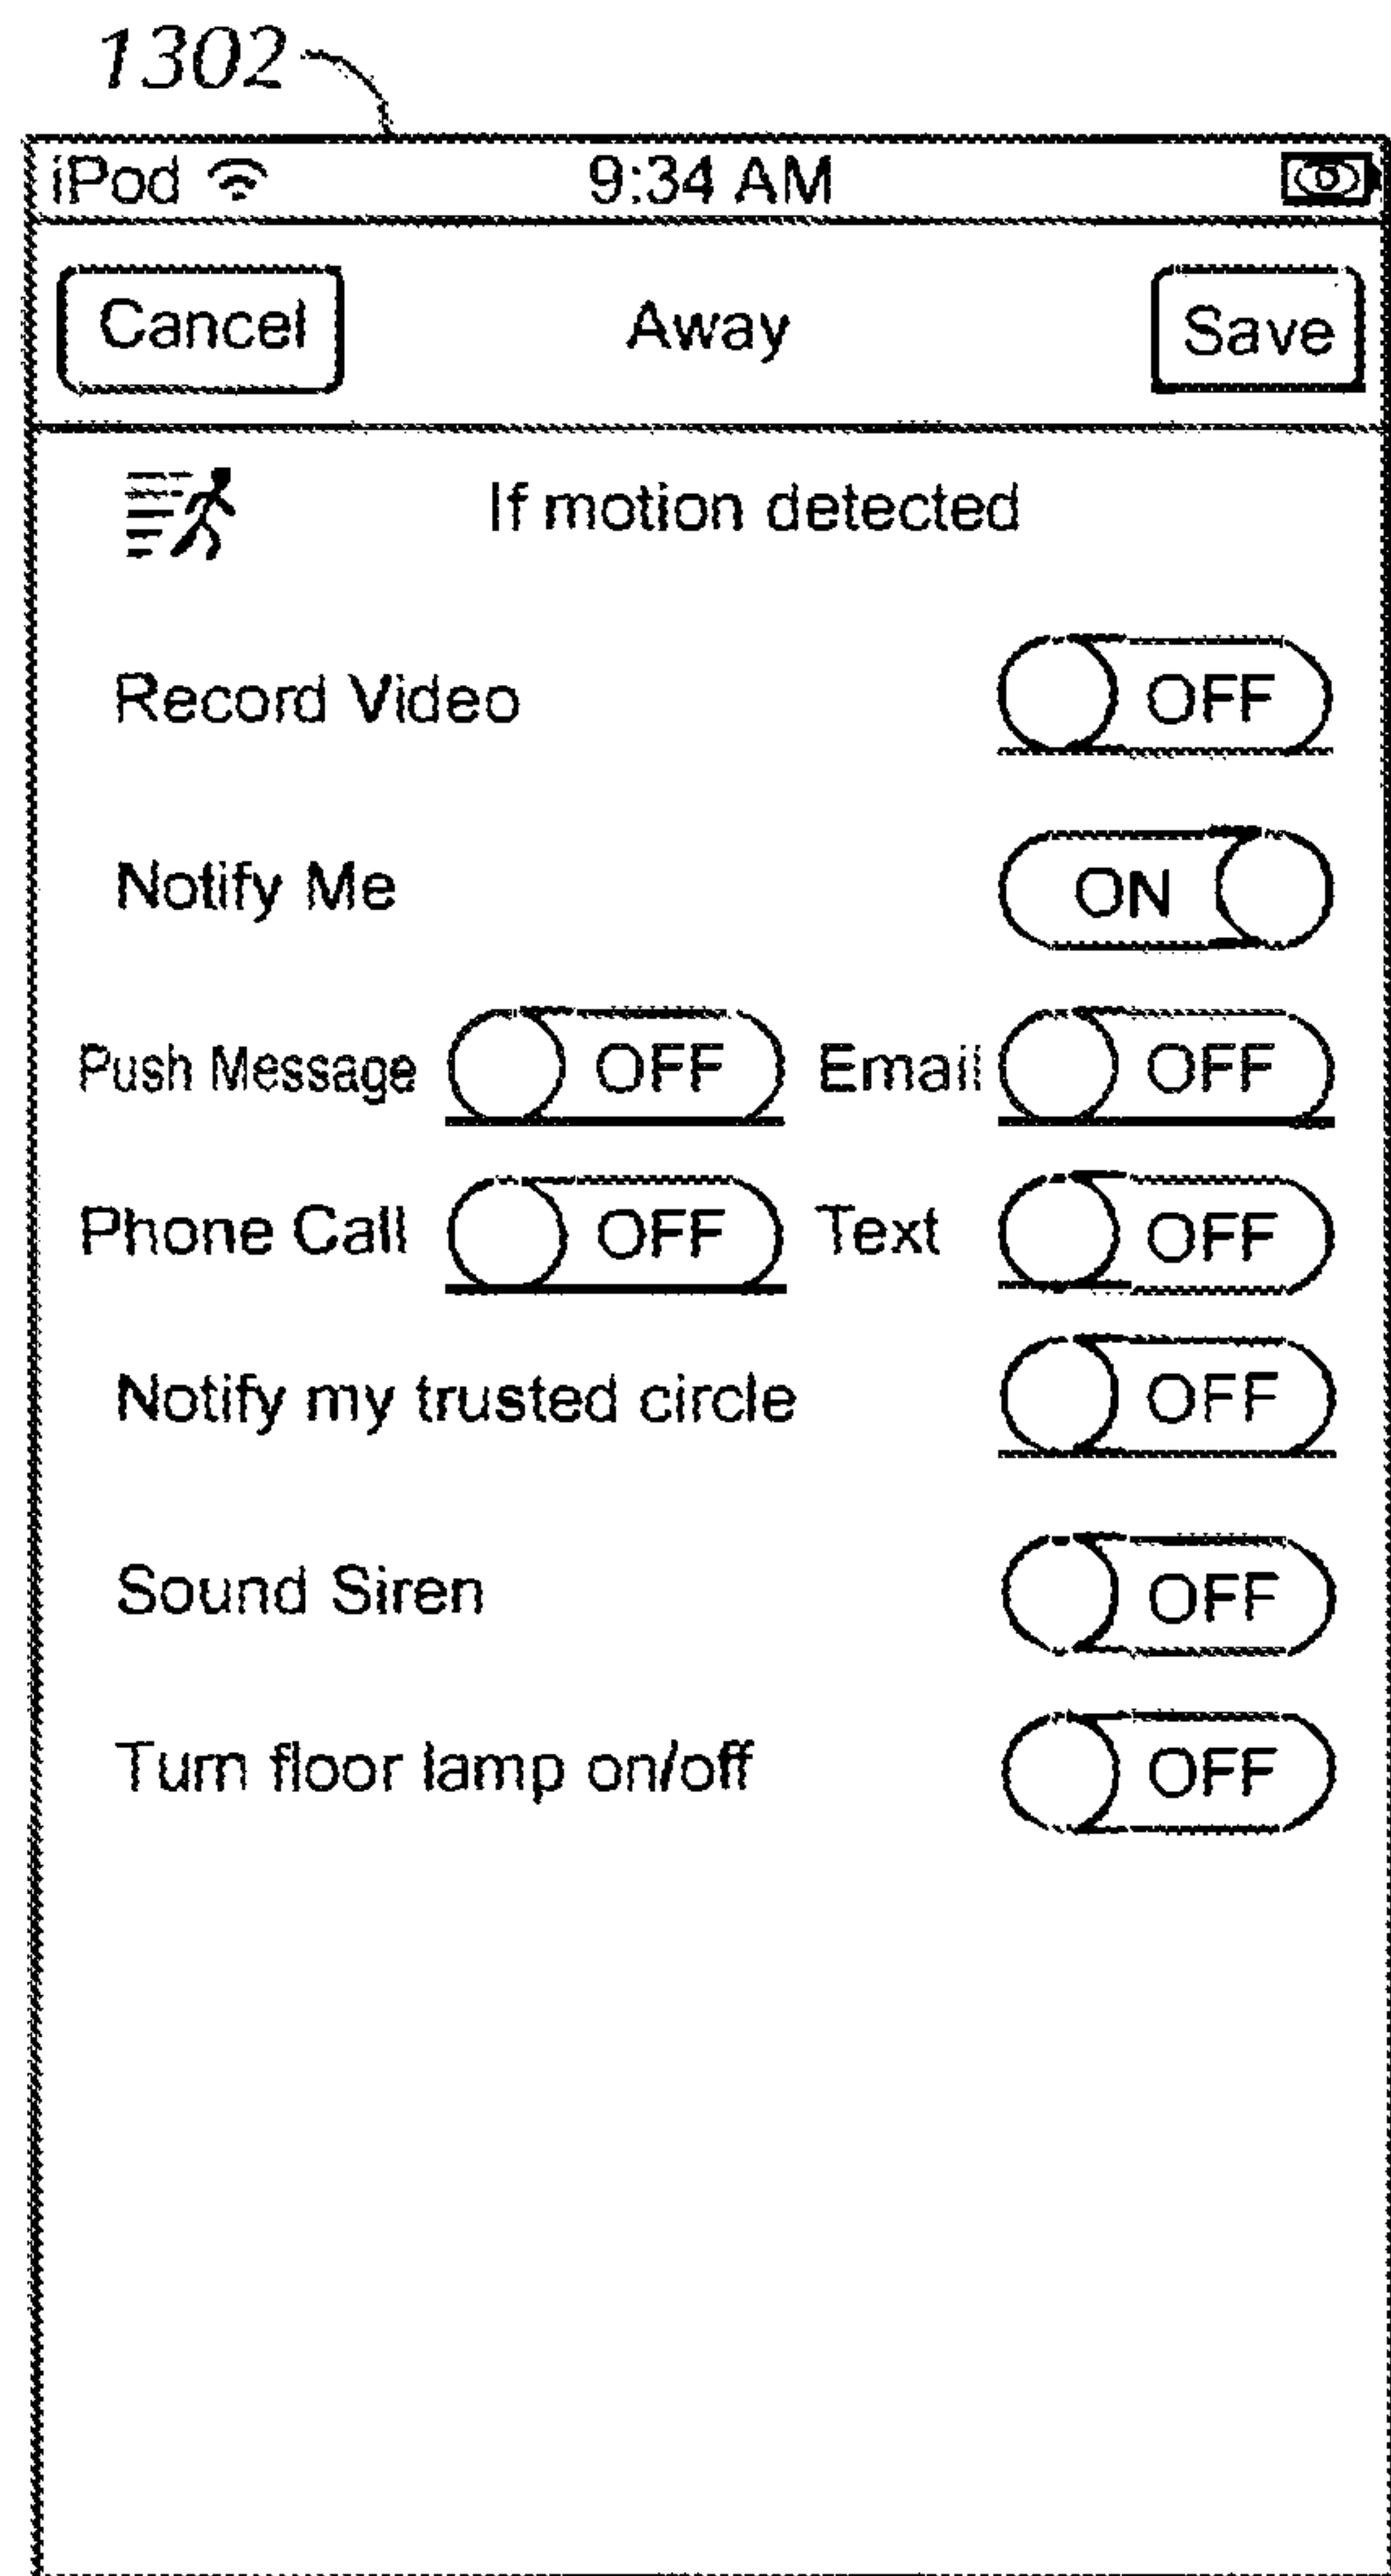 1302
iPod 9:34 AM
Cancel Away Save
If motion detected
Record Video OFF
Notify Me ON
Push Message OFF Email OFF
Phone Call OFF Text OFF
Notify my trusted circle OFF
Sound Siren OFF
Turn floor lamp on/off OFF